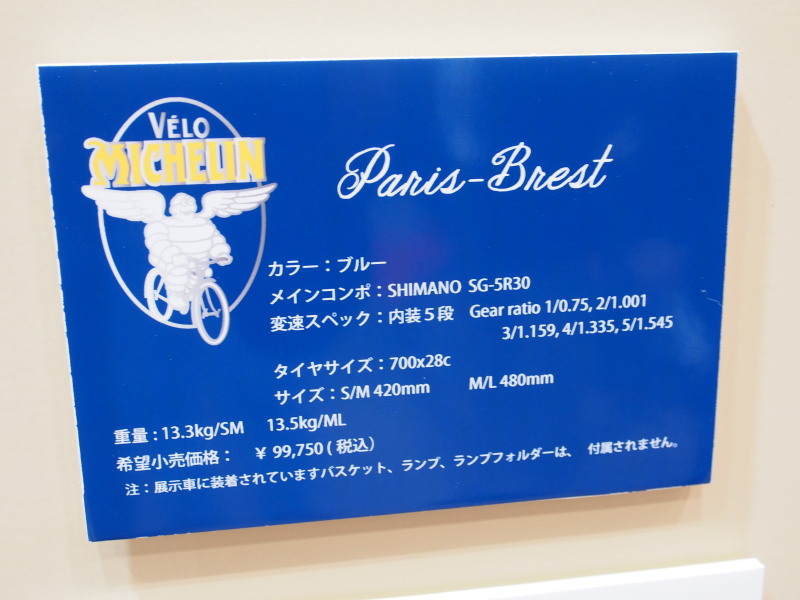 VÉLO
MICHELIN
Paris-Brest
カラー：ブルー
メインコンポ：SHIMANO SG-5R30
変速スペック：内装５段 Gear ratio 1/0.75, 2/1.001
3/1.159, 4/1.335, 5/1.545
タイヤサイズ：700x28c
サイズ：S/M 420mm M/L 480mm
重量：13.3kg/SM 13.5kg/ML
希望小売価格： ￥99,750 ( 税込）
注：展示車に装着されていますバスケット、ランプ、ランプフォルダーは、 付属されません。